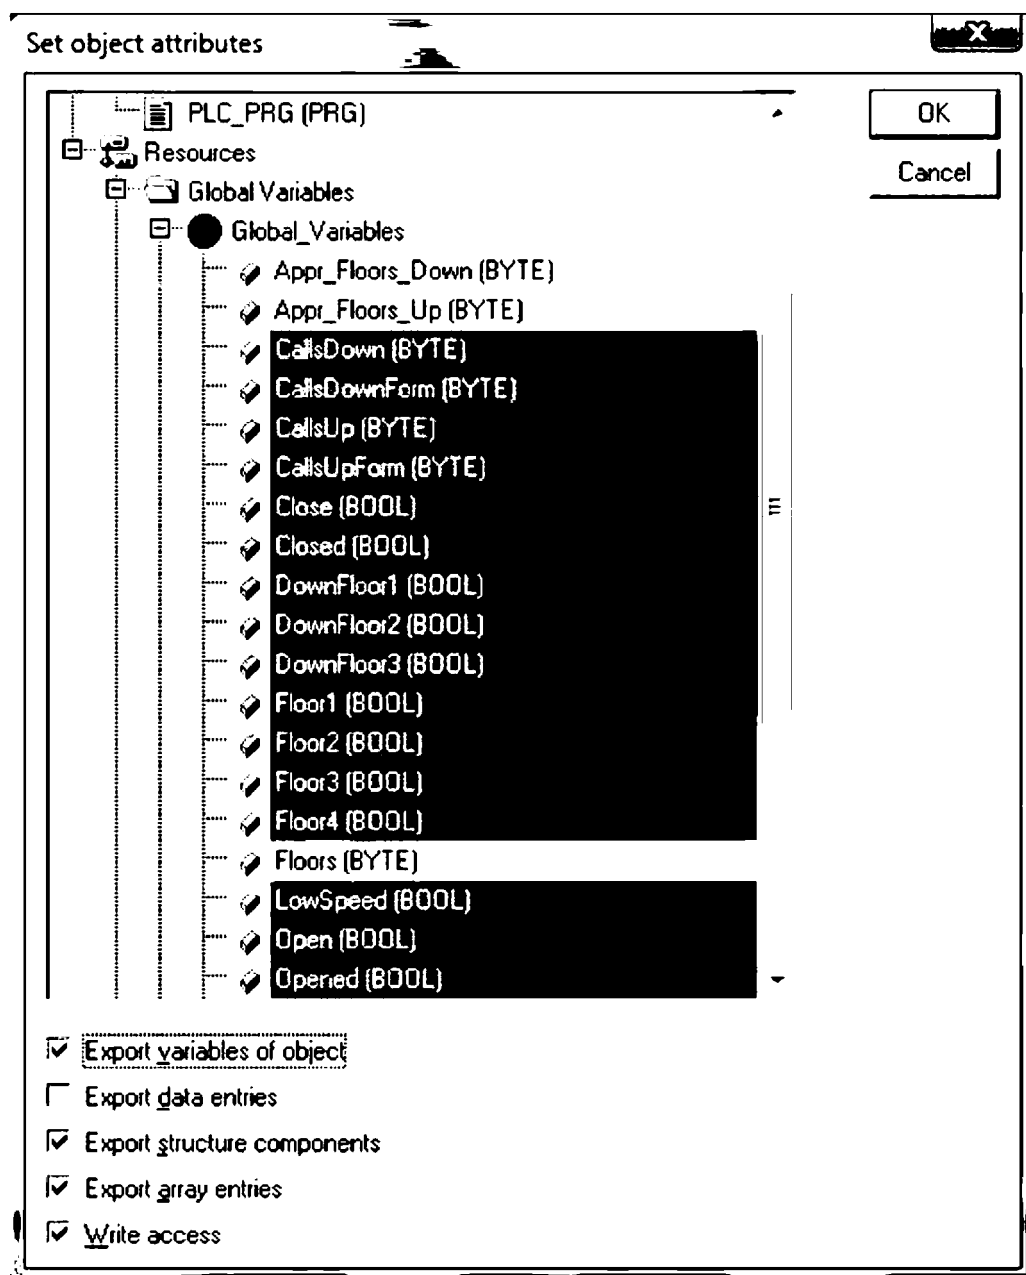 Set object attributes
PLC_PRG (PRG)
OK
Resources
Cancel
Global Variables
Global_Variables
Appr_Floors_Down (BYTE)
Appr_Floors_Up (BYTE)
CallsDown (BYTE)
CallsDownForm (BYTE)
CallsUp (BYTE)
CallsUpForm (BYTE)
Close (BOOL)
Closed (BOOL)
DownFloor1 (BOOL)
DownFloor2 (BOOL)
DownFloor3 (BOOL)
Floor1 (BOOL)
Floor2 (BOOL)
Floor3 (BOOL)
Floor4 (BOOL)
Floors (BYTE)
LowSpeed (BOOL)
Open (BOOL)
Opened (BOOL)
Export variables of object
Export data entries
Export structure components
Export array entries
Write access